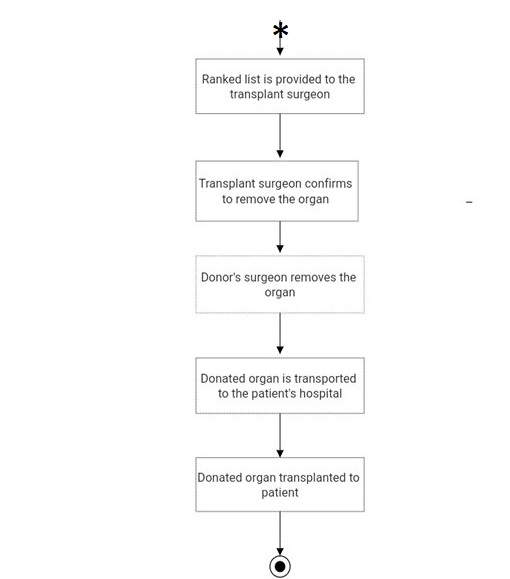 *
Ranked list is provided to the
transplant surgeon
Transplant surgeon confirms
to remove the organ
Donor's surgeon removes the
organ
Donated organ is transported
to the patient's hospital
Donated organ transplanted to
patient